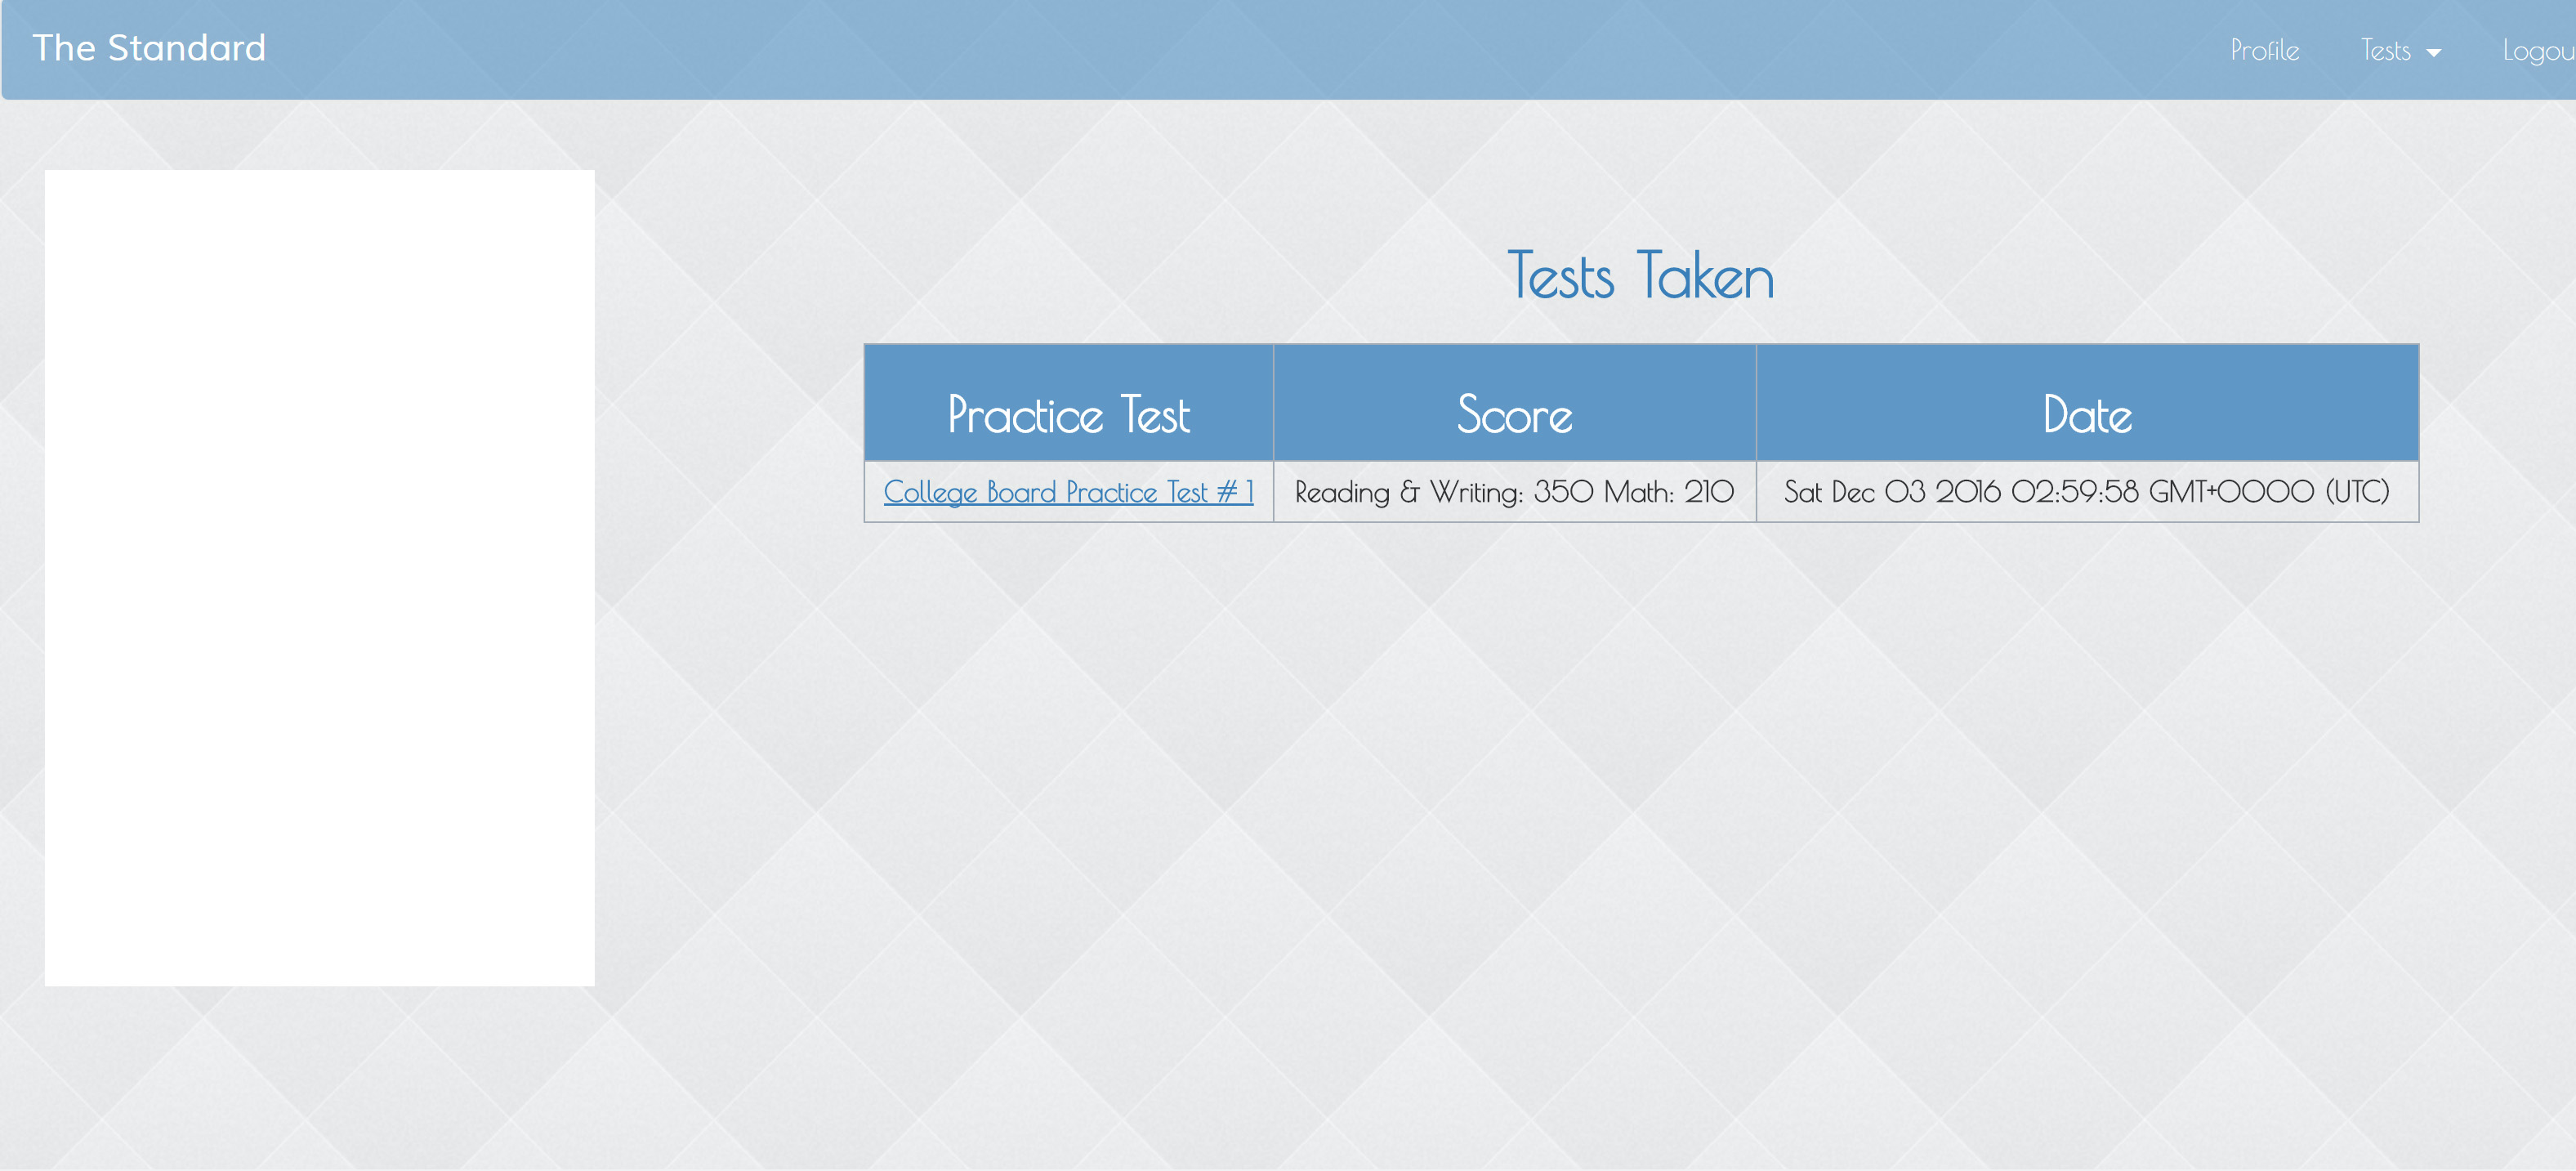 The Standard
Profile Tests Logou
Tests Taken
Practice Test Score Date
College Board Practice Test # 1 Reading & Writing: 350 Math: 210 Sat Dec 03 2016 02:59:58 GMT+0000 (UTC)